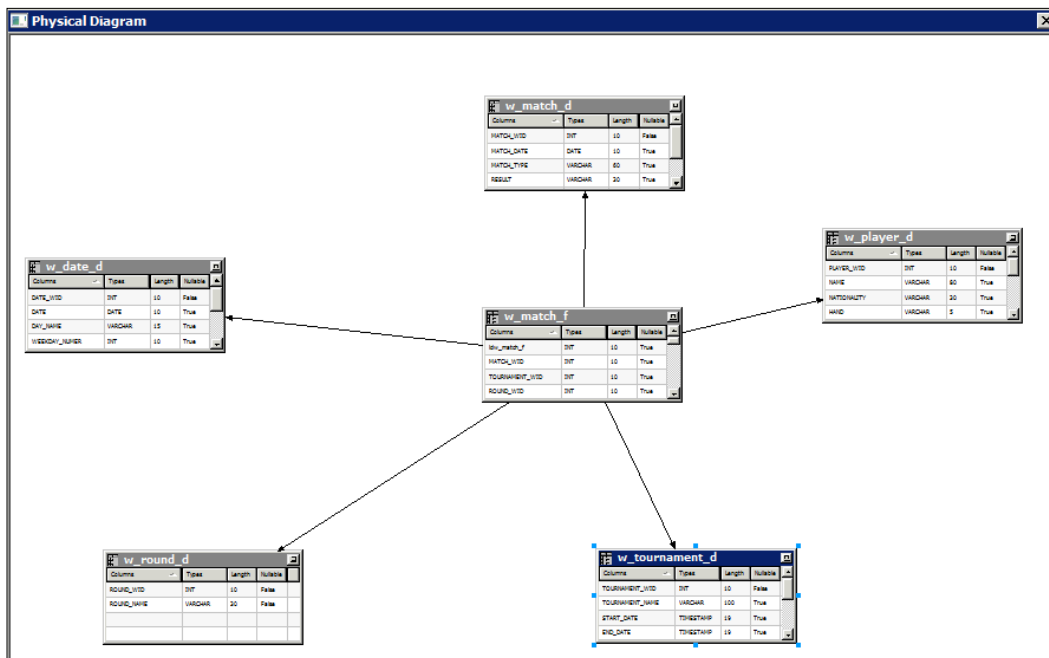 Physical Diagram
w_match_d
Columns Types Length Nullable
MATCH_WID INT 10 False
MATCH_DATE DATE 10 True
MATCH_TYPE VARCHAR 60 True
RESULT VARCHAR 30 True
w_player_d
Columns Types Length Nullable
PLAYER_WID INT 10 False
NAME VARCHAR 60 True
NATIONALITY VARCHAR 30 True
HAND VARCHAR 5 True
w_date_d
Columns Types Length Nullable
DATE_WID INT 10 False
DATE DATE 10 True
DAY_NAME VARCHAR 15 True
WEEKDAY_NUMER INT 10 True
w_match_f
Columns Types Length Nullable
idw_match_f INT 10 True
MATCH_WID INT 10 True
TOURNAMENT_WID INT 10 True
ROUND_WID INT 10 True
w_round_d
Columns Types Length Nullable
ROUND_WID INT 10 False
ROUND_NAME VARCHAR 20 False
w_tournament_d
Columns Types Length Nullable
TOURNAMENT_WID INT 10 False
TOURNAMENT_NAME VARCHAR 100 True
START_DATE TIMESTAMP 19 True
END_DATE TIMESTAMP 19 True